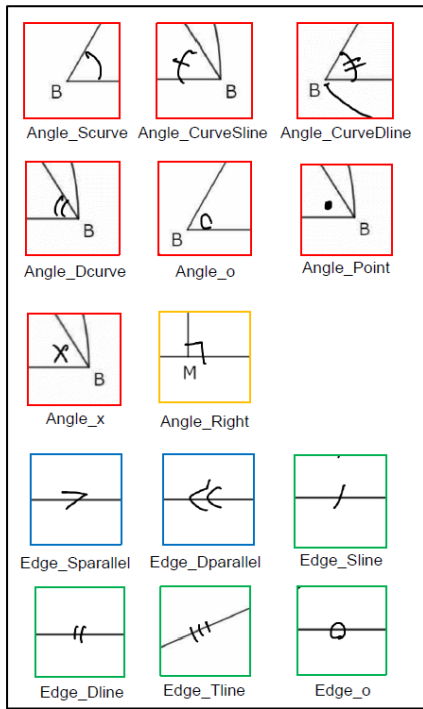 B B B
Angle_Scurve Angle_CurveSline Angle_CurveDline
B B B
Angle_Dcurve Angle_o Angle_Point
B M
Angle_x Angle_Right
Edge_Sparallel Edge_Dparallel Edge_Sline
Edge_Dline Edge_Tline Edge_o